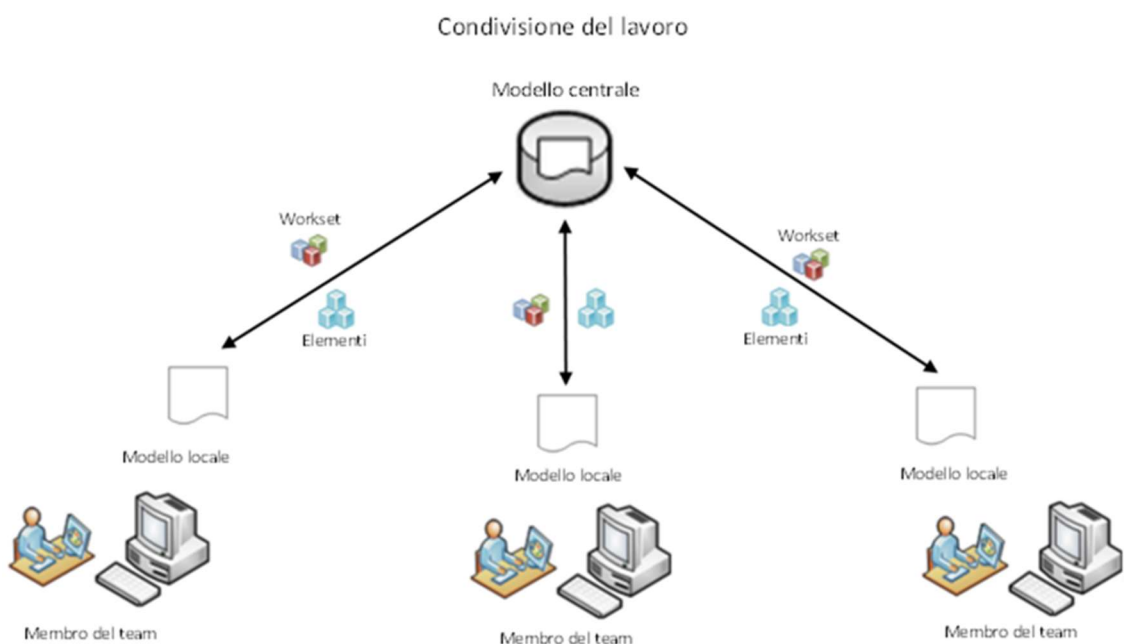 Condivisione del lavoro
Modello centrale
Workset
Workset
Elementi
Elementi
Modello locale
Modello locale
Modello locale
Membro del team
Membro del team
Membro del team